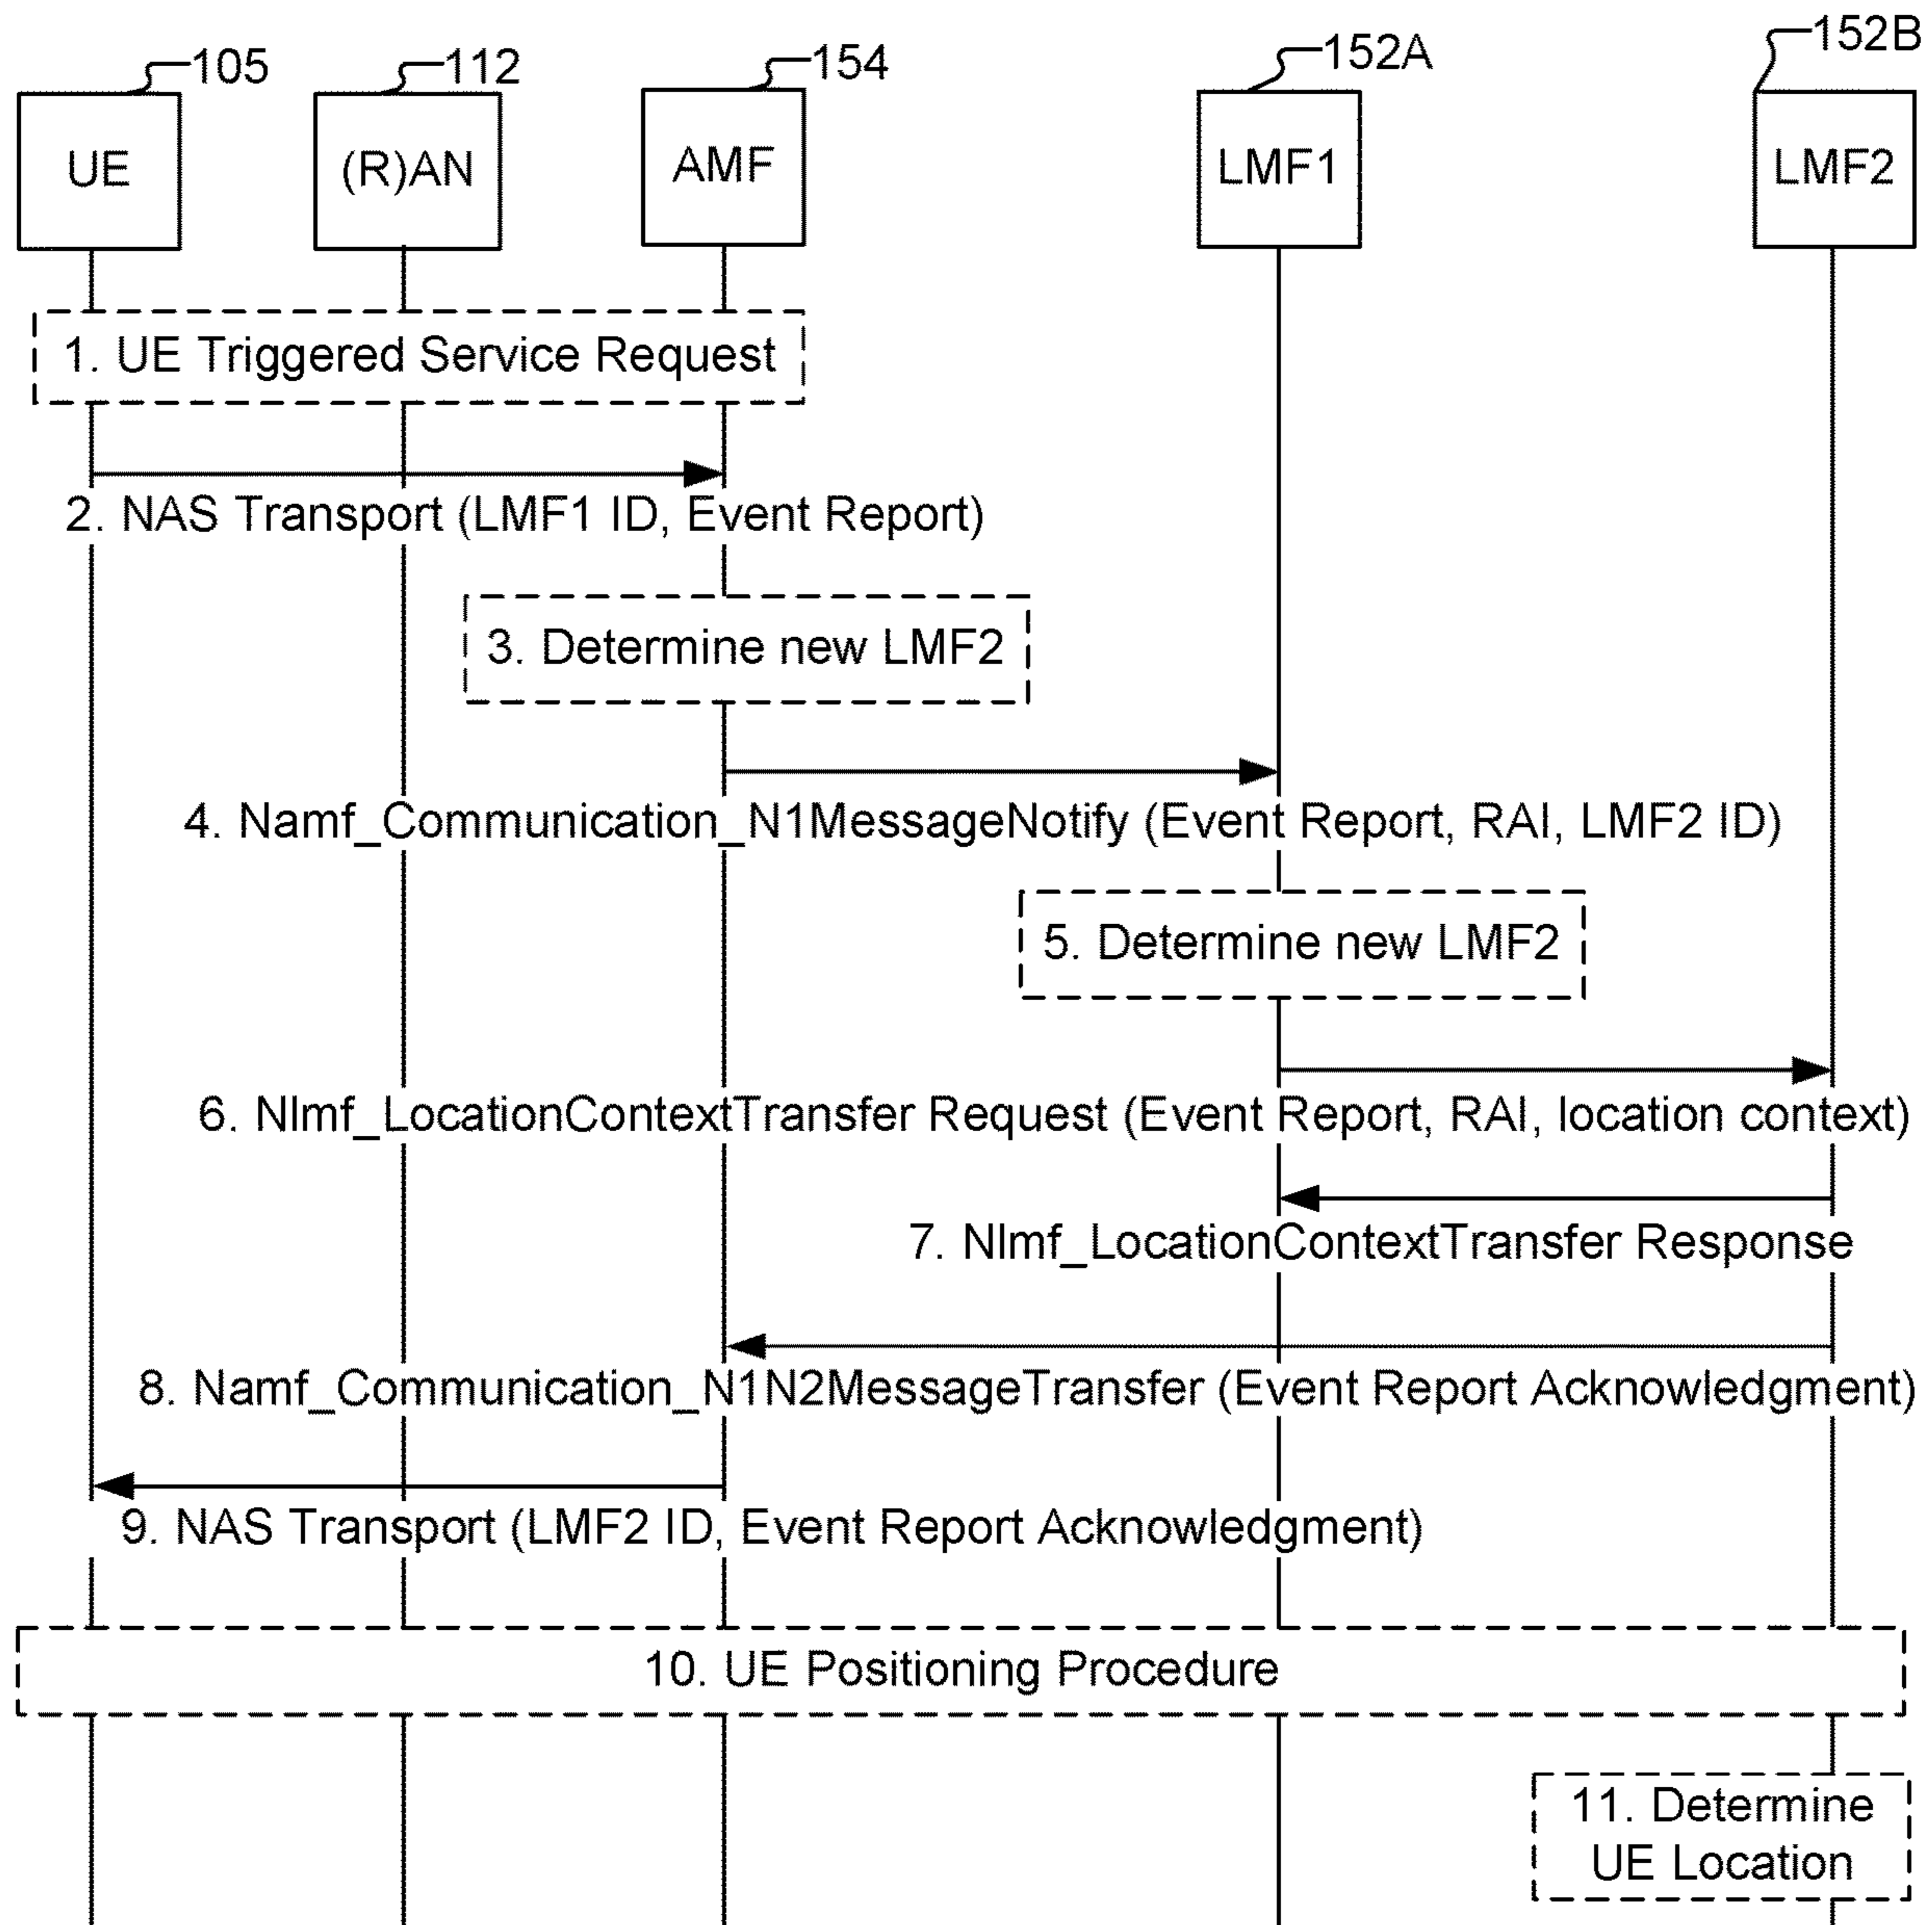 105
112
154
152A
152B
UE
(R)AN
AMF
LMF1
LMF2
1. UE Triggered Service Request
2. NAS Transport (LMF1 ID, Event Report)
3. Determine new LMF2
4. Namf_Communication_N1MessageNotify (Event Report, RAI, LMF2 ID)
5. Determine new LMF2
6. Nlmf_LocationContextTransfer Request (Event Report, RAI, location context)
7. Nlmf_LocationContextTransfer Response
8. Namf_Communication_N1N2MessageTransfer (Event Report Acknowledgment)
9. NAS Transport (LMF2 ID, Event Report Acknowledgment)
10. UE Positioning Procedure
11. Determine
UE Location